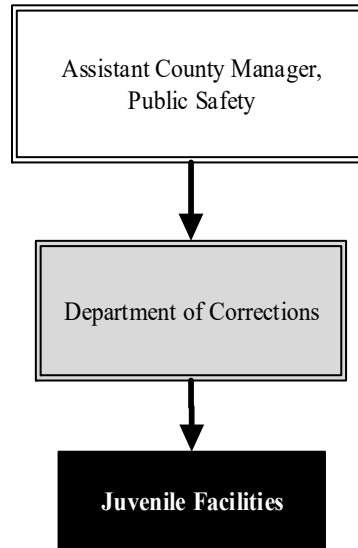 Assistant County Manager,
Public Safety
Department of Corrections
Juvenile Facilities